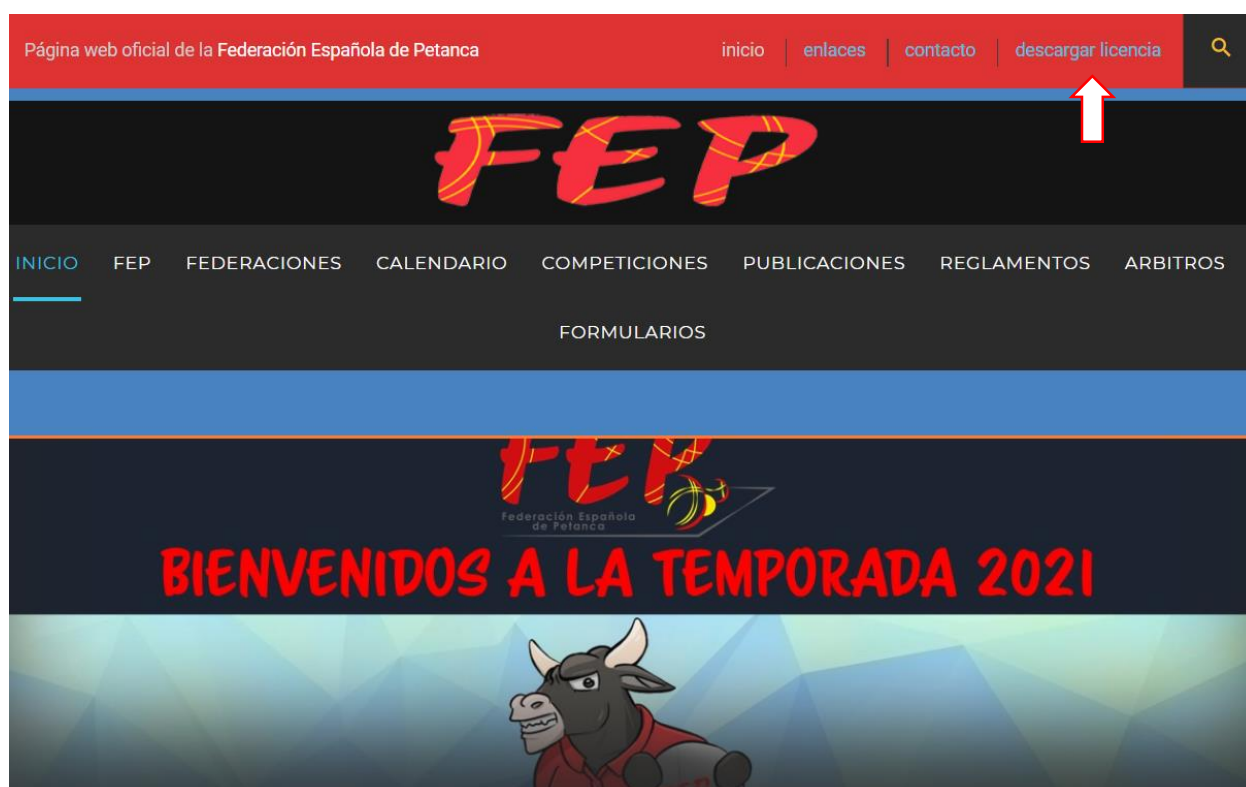 Página web oficial de la Federación Española de Petanca
inicio enlaces contacto descargar licencia
FEP
INICIO FEP FEDERACIONES CALENDARIO COMPETICIONES PUBLICACIONES REGLAMENTOS ARBITROS
FORMULARIOS
FEP
Federación Española
de Petanca
BIENVENIDOS A LA TEMPORADA 2021